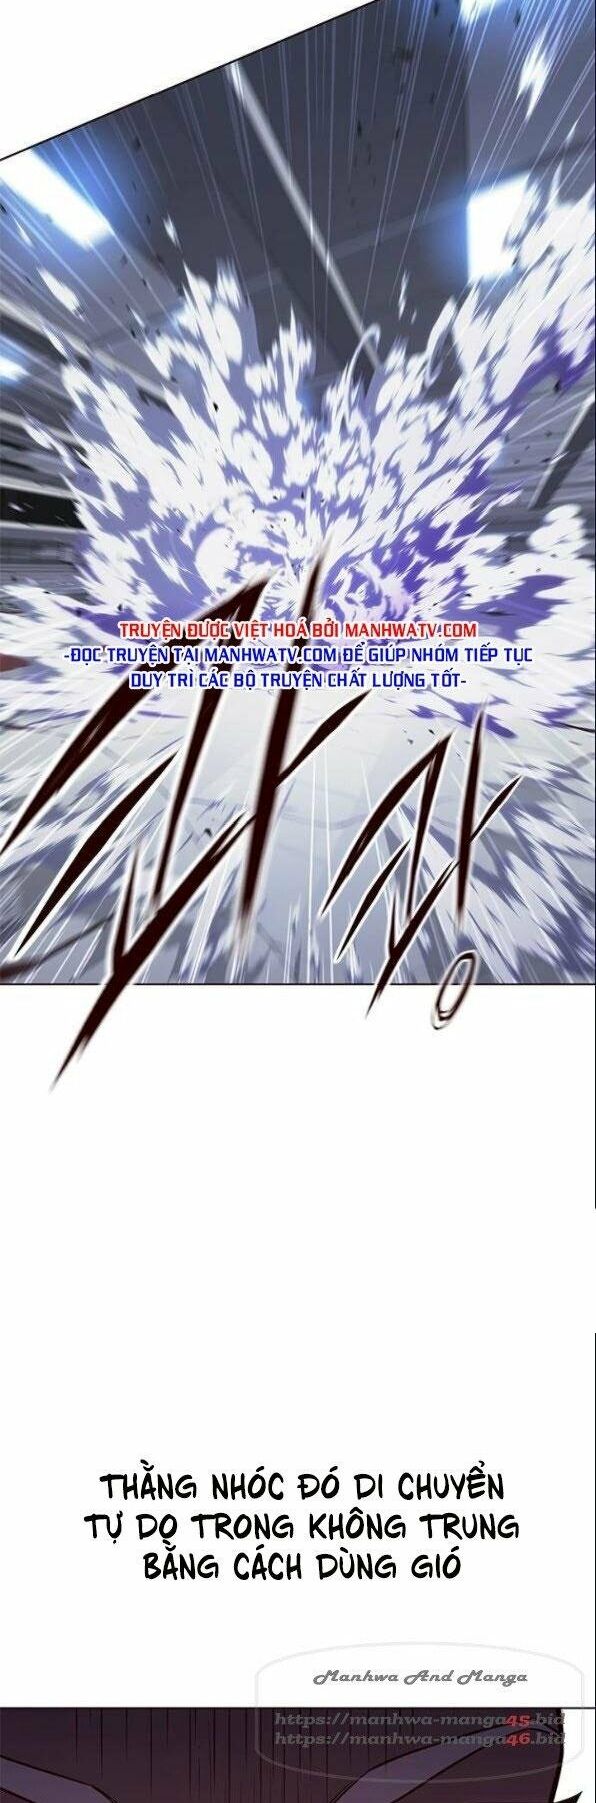 TRUYỆN ĐƯỢC VIỆT HOÁ BỞI MANHWATV.COM
-ĐỌC TRUYỆN TẠI MANHWATV.COM ĐỂ GIÚP NHÓM TIẾP TỤC
DUY TRÌ CÁC BỘ TRUYỆN CHẤT LƯỢNG TỐT-
THẰNG NHÓC ĐÓ DI CHUYỂN
TỰ DO TRONG KHÔNG TRUNG
BẰNG CÁCH DÙNG GIÓ
Manhwa And Manga
https://manhwa-manga45.bid
https://manhwa-manga46.bid